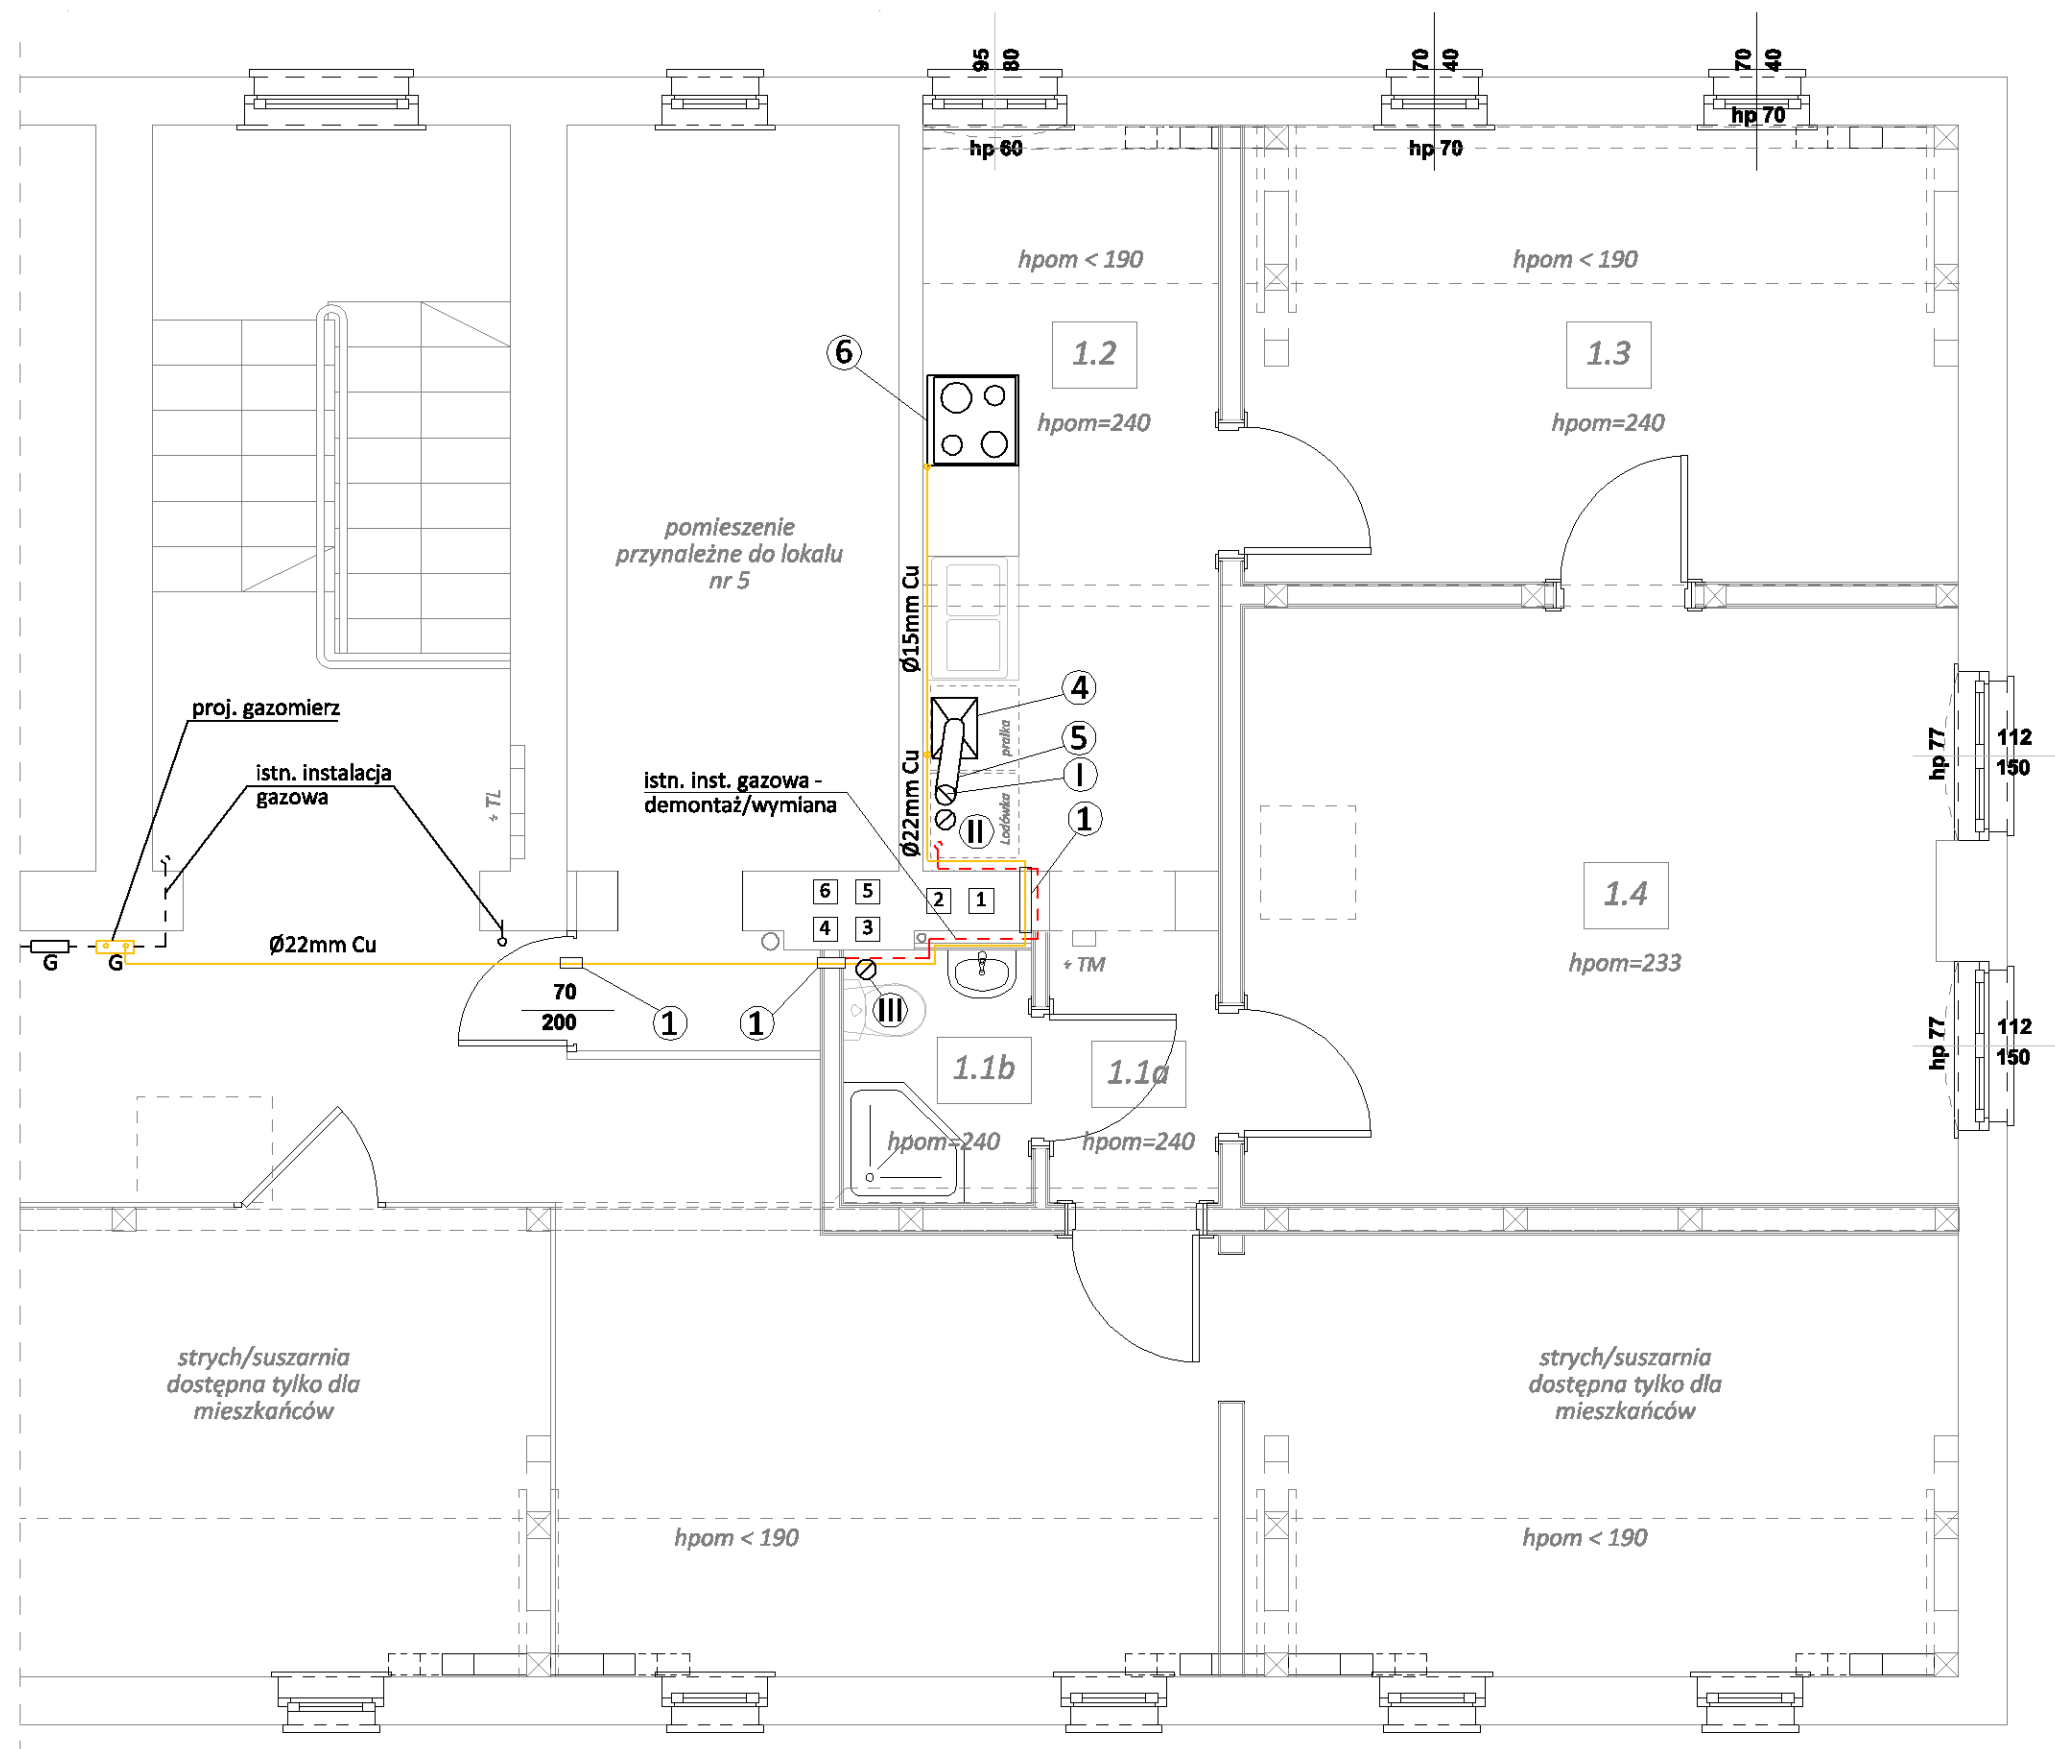 95
80
70
40
70
40
hp 60
hp 70
hp 70
hpom < 190
hpom < 190
6
1.2
1.3
hpom=240
hpom=240
pomieszenie
przynależne do lokalu
nr 5
Ø15mm Cu
4
proj. gazomierz
5
pralka
hp 77
112
150
istn. instalacja
gazowa
istn. inst. gazowa -
demontaż/wymiana
I
TL
Ø22mm Cu
II
Lodówka
1
6
5
2
1
4
3
1.4
Ø22mm Cu
G
G
TM
hpom=233
70
200
1
1
III
hp 77
112
150
1.1b
1.1a
hpom=240
hpom=240
strych/suszarnia
dostępna tylko dla
mieszkańców
strych/suszarnia
dostępna tylko dla
mieszkańców
hpom < 190
hpom < 190